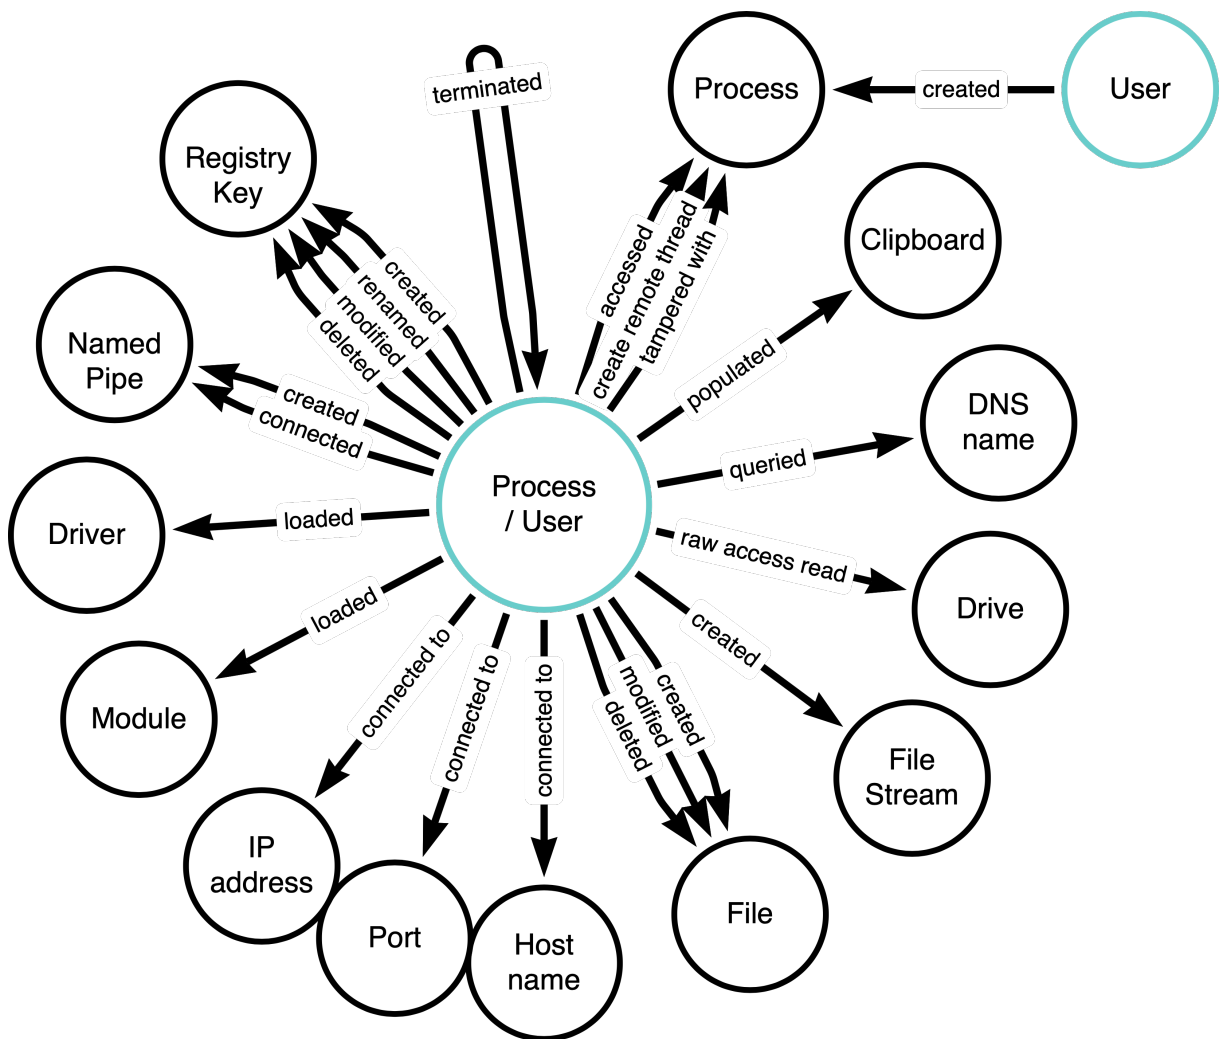 terminated
Process
created
User
Registry
Key
accessed
create remote thread
tampered with
Clipboard
created
renamed
modified
deleted
populated
Named
Pipe
created
connected
DNS
name
queried
Process
/ User
Driver
loaded
raw access read
Drive
loaded
created
Module
connected to
connected to
connected to
deleted
modified
created
File
Stream
IP
address
Port
Host
name
File